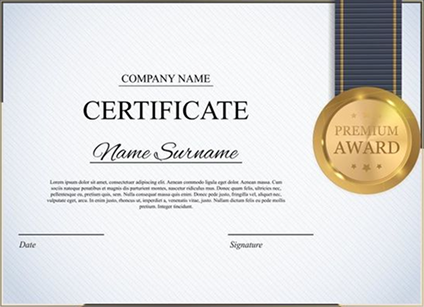 COMPANY NAME
CERTIFICATE
PREMIUM
AWARD
Name Surname
Lorem ipsum dolor sit amet, consectetuer adipiscing elit. Aenean commodo ligula eget dolor.
Aenean massa. Cum sociis natoque penatibus et magnis dis parturient montes, nascetur ridiculus
mus. Donec quam felis, ultricies nec, pellentesque eu, pretium quis, sem. Nulla consequat massa quis
enim. Donec pede justo, fringilla vel, aliquet nec, vulputate eget, arcu.
In enim justo, rhoncus ut, imperdiet a, venenatis vitae, justo. Nullam
dictum felis eu pede mollis pretium. Integer tincidunt.
Date
Signature